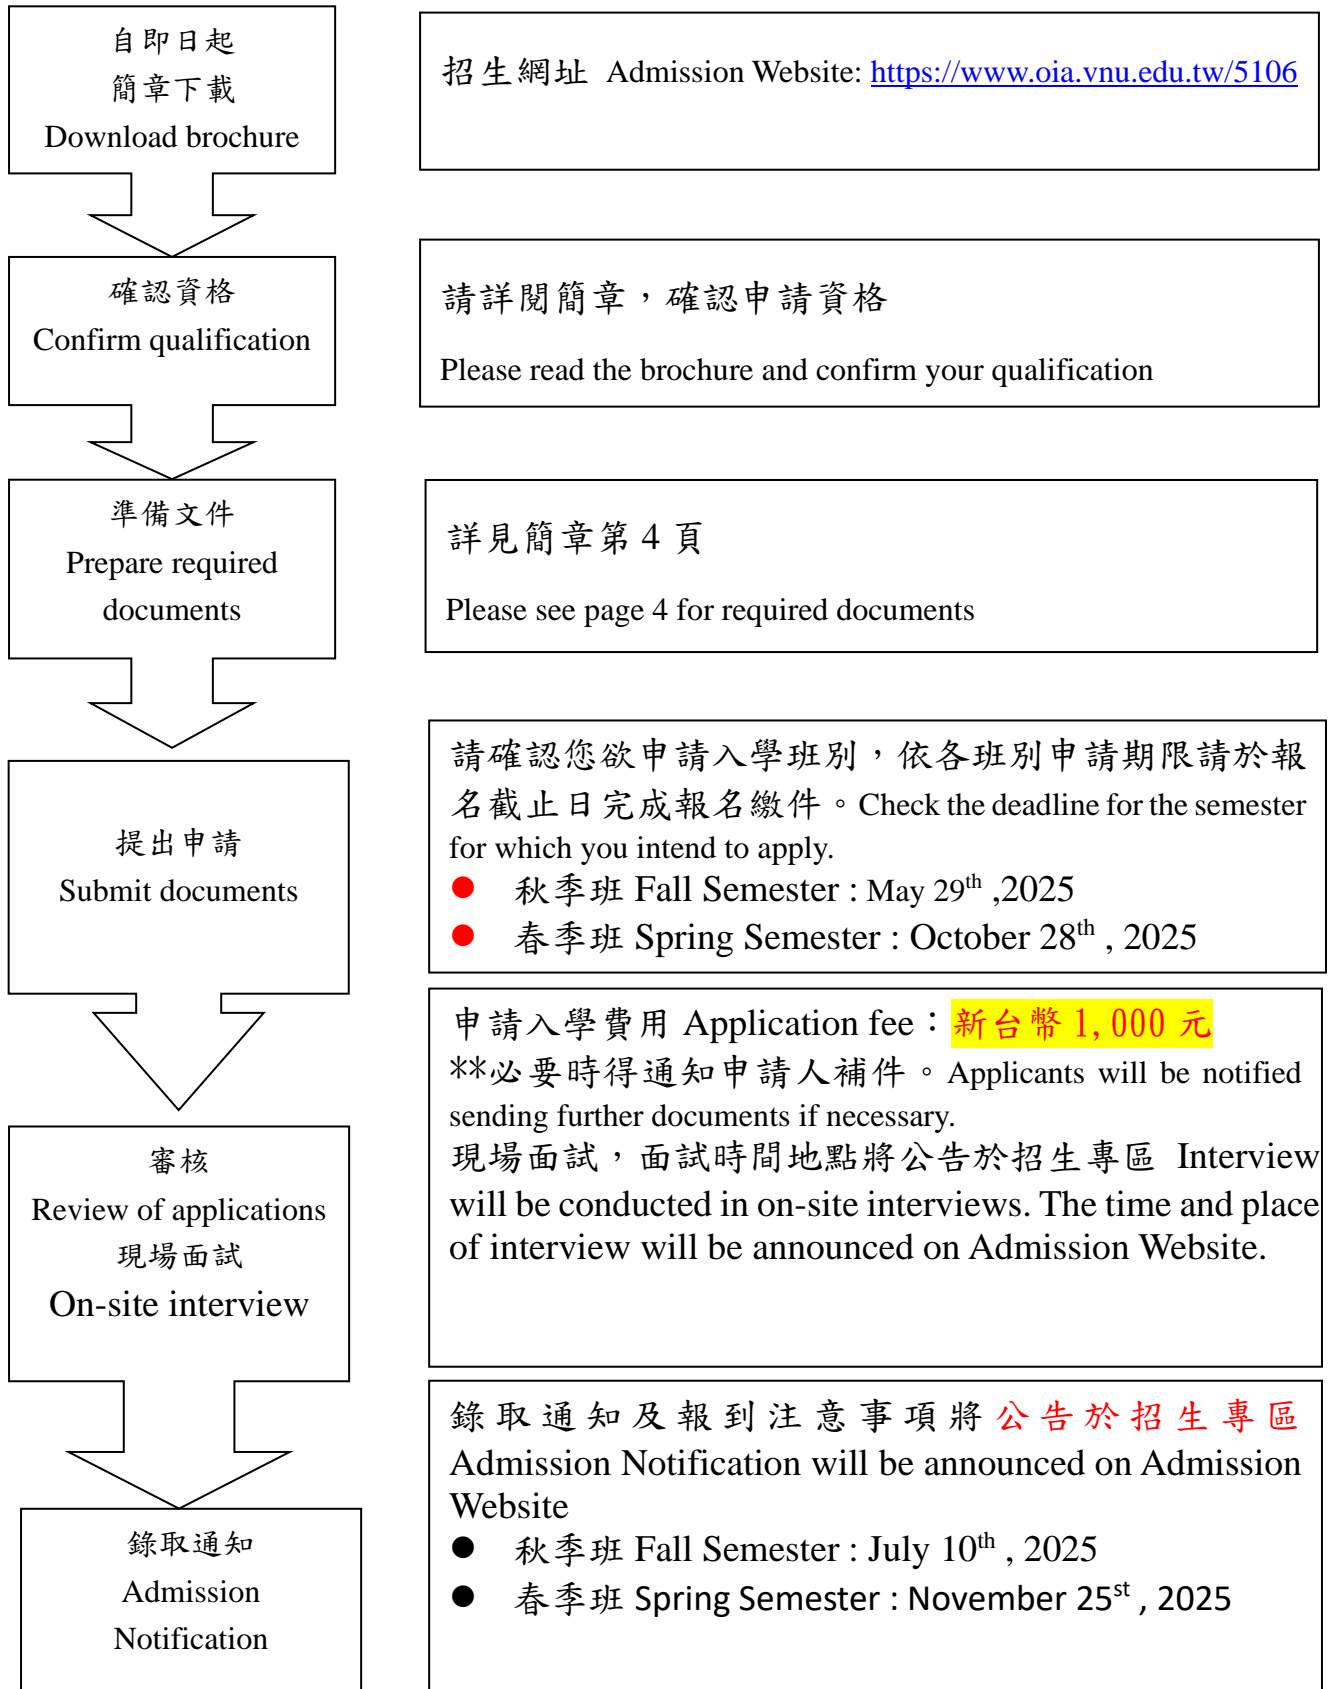 自即日起
簡章下載
Download brochure
招生網址 Admission Website: https://www.oia.vnu.edu.tw/5106
確認資格
Confirm qualification
請詳閱簡章，確認申請資格
Please read the brochure and confirm your qualification
準備文件
Prepare required
documents
詳見簡章第 4 頁
Please see page 4 for required documents
提出申請
Submit documents
請確認您欲申請入學班別，依各班別申請期限請於報
名截止日完成報名繳件。Check the deadline for the semester
for which you intend to apply.
● 秋季班 Fall Semester : May 29th ,2025
● 春季班 Spring Semester : October 28th , 2025
審核
Review of applications
現場面試
On-site interview
申請入學費用 Application fee：新台幣 1,000 元
**必要時得通知申請人補件。Applicants will be notified
sending further documents if necessary.
現場面試，面試時間地點將公告於招生專區 Interview
will be conducted in on-site interviews. The time and place
of interview will be announced on Admission Website.
錄取通知
Admission
Notification
錄取通知及報到注意事項將公告於招生專區
Admission Notification will be announced on Admission
Website
● 秋季班 Fall Semester : July 10th , 2025
● 春季班 Spring Semester : November 25st , 2025